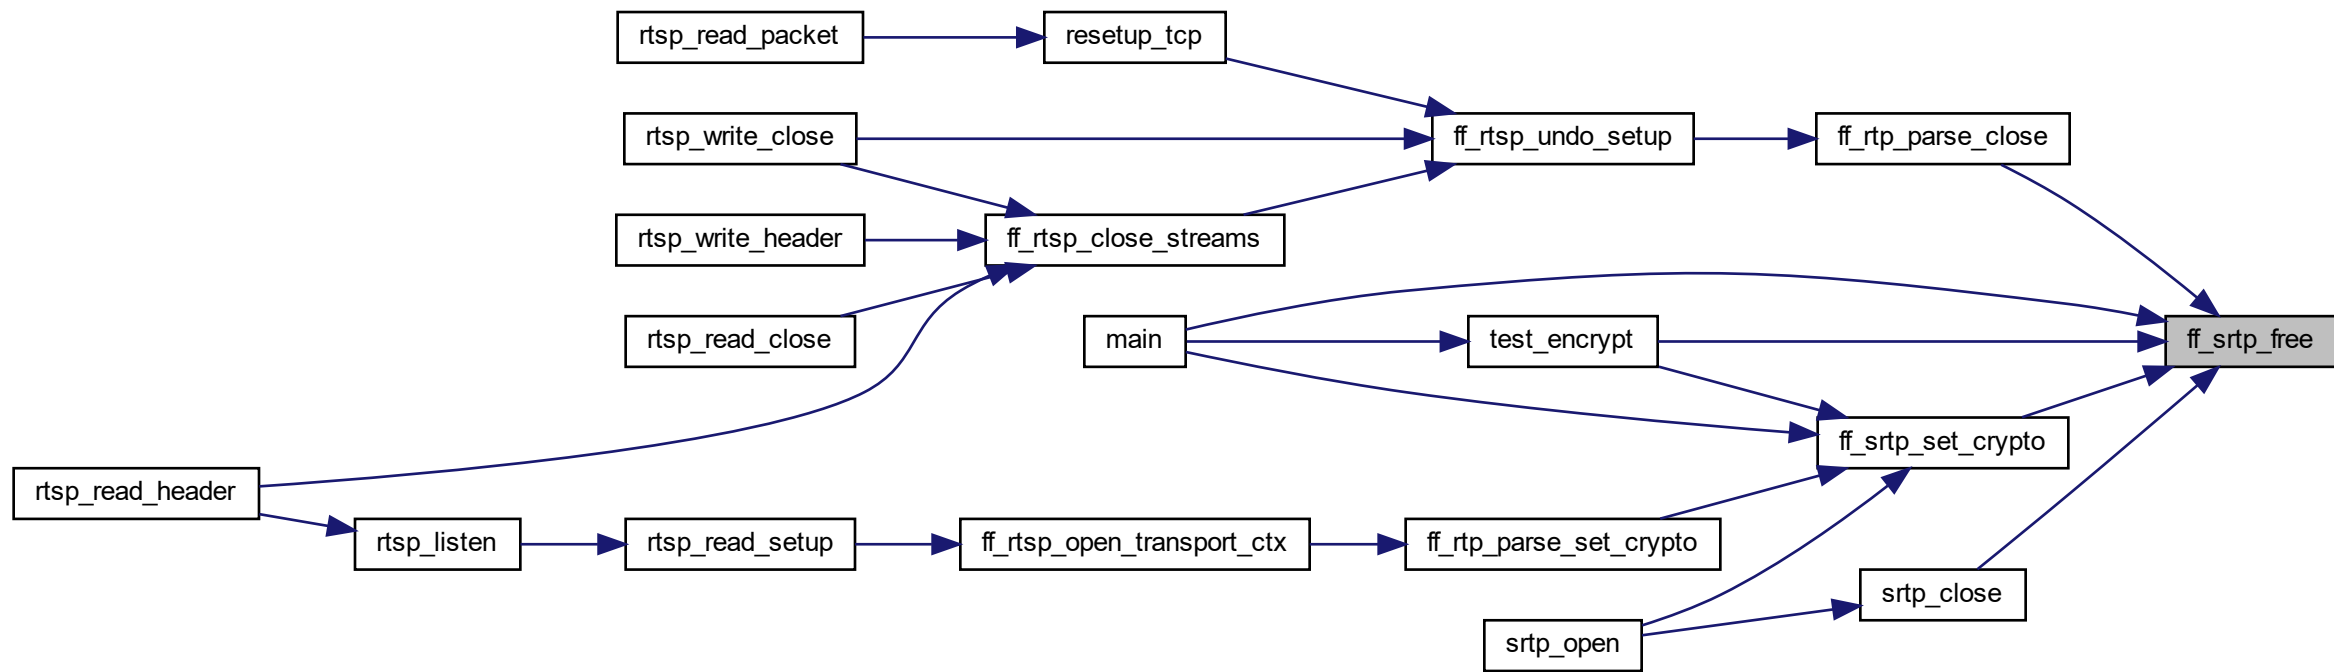 rtsp_read_packet
resetup_tcp
rtsp_write_close
ff_rtsp_undo_setup
ff_rtp_parse_close
rtsp_write_header
ff_rtsp_close_streams
rtsp_read_close
main
test_encrypt
ff_srtp_free
ff_srtp_set_crypto
rtsp_read_header
rtsp_listen
rtsp_read_setup
ff_rtsp_open_transport_ctx
ff_rtp_parse_set_crypto
srtp_close
srtp_open